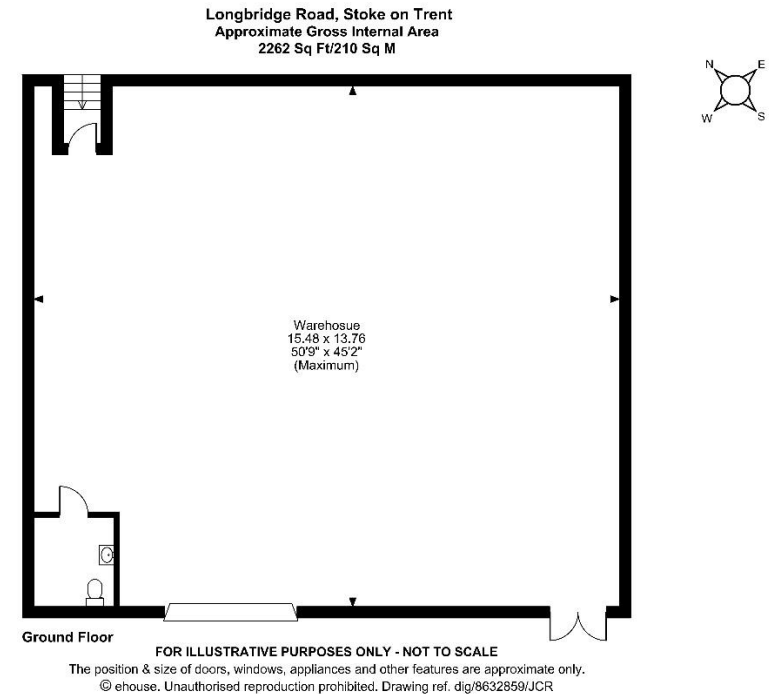 Longbridge Road, Stoke on Trent
Approximate Gross Internal Area
2262 Sq Ft/210 Sq M
N
E
W
S
Warehosue
15.48 x 13.76
50'9" x 45'2"
(Maximum)
Ground Floor
FOR ILLUSTRATIVE PURPOSES ONLY - NOT TO SCALE
The position & size of doors, windows, appliances and other features are approximate only.
© ehouse. Unauthorised reproduction prohibited. Drawing ref. dig/8632859/JCR